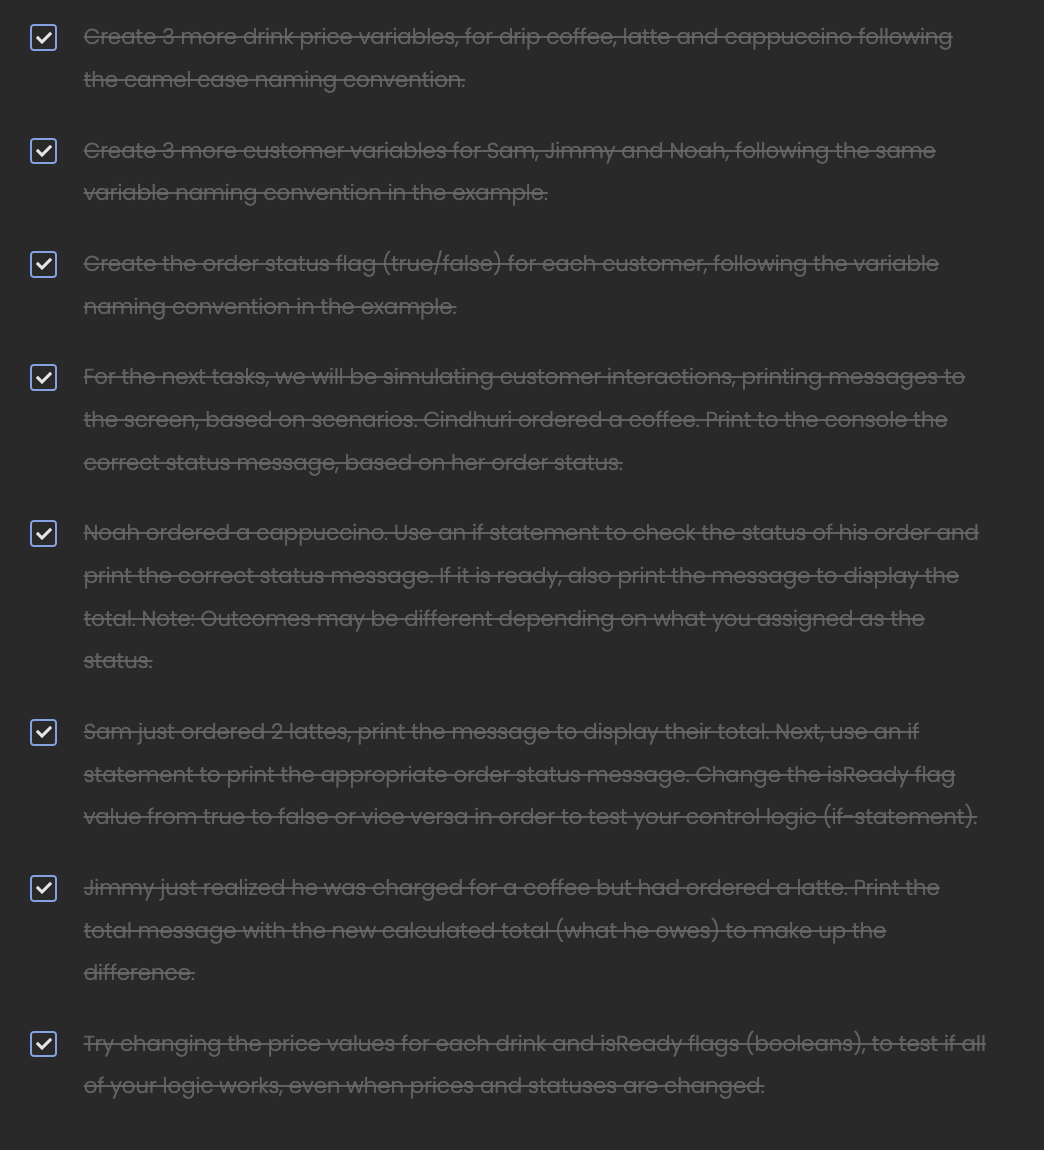 Create 3 more drink price variables, for drip coffee, latte and cappuccino following
the camel case naming convention.
Create 3 more customer variables for Sam, Jimmy and Noah, following the same
variable naming convention in the example.
Create the order status flag (true/false) for each customer, following the variable
naming convention in the example.
For the next tasks, we will be simulating customer interactions, printing messages to
the screen, based on scenarios. Cindhuri ordered a coffee. Print to the console the
correct status message, based on her order status.
Noah ordered a cappuccino. Use an if statement to check the status of his order and
print the correct status message. If it is ready, also print the message to display the
total. Note: Outcomes may be different depending on what you assigned as the
status.
Sam just ordered 2 lattes, print the message to display their total. Next, use an if
statement to print the appropriate order status message. Change the isReady flag
value from true to false or vice versa in order to test your control logic (if-statement).
Jimmy just realized he was charged for a coffee but had ordered a latte. Print the
total message with the new calculated total (what he owes) to make up the
difference.
Try changing the price values for each drink and isReady flags (booleans), to test if all
of your logic works, even when prices and statuses are changed.